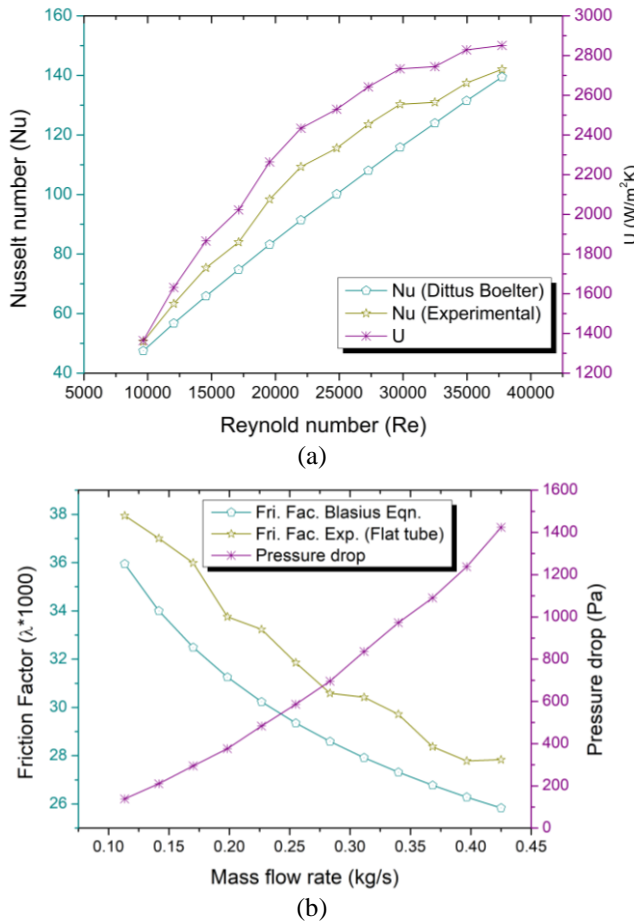 160
140
120
100
80
60
40
Nusselt number (Nu)
3000
2800
2600
2400
2200
2000
1800
1600
1400
1200
U (W/m²K)
Nu (Dittus Boelter)
Nu (Experimental)
U
5000 10000 15000 20000 25000 30000 35000 40000
Reynold number (Re)
(a)
38
36
34
32
30
28
26
Friction Factor (λ*1000)
1600
1400
1200
1000
800
600
400
200
0
Pressure drop (Pa)
Fri. Fac. Blasius Eqn.
Fri. Fac. Exp. (Flat tube)
Pressure drop
0.10 0.15 0.20 0.25 0.30 0.35 0.40 0.45
Mass flow rate (kg/s)
(b)